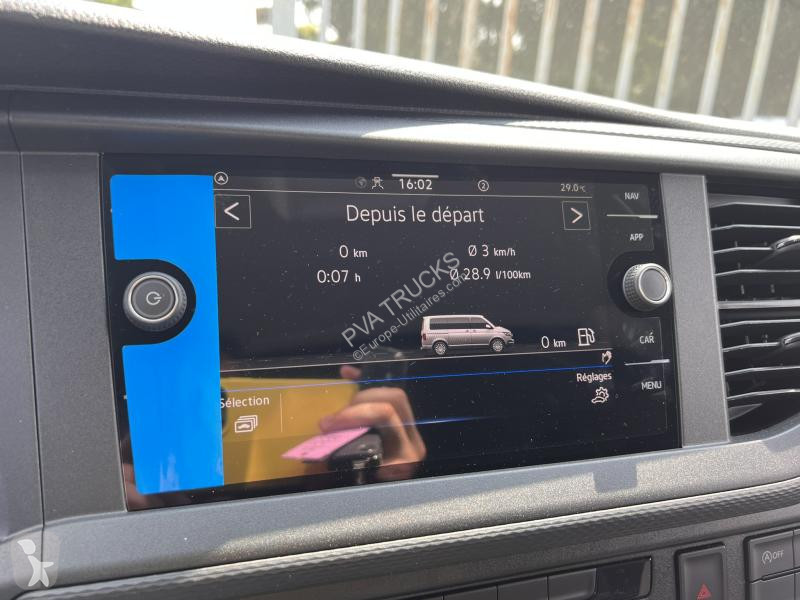 16:02
2
29.0°C
Depuis le départ
0 km
Ø 3 km/h
0:07 h
Ø 28.9 l/100km
0 km
Sélection
Réglages
NAV
APP
CAR
MENU
PVA TRUCKS
©Europe-Utilitaires.com
A OFF